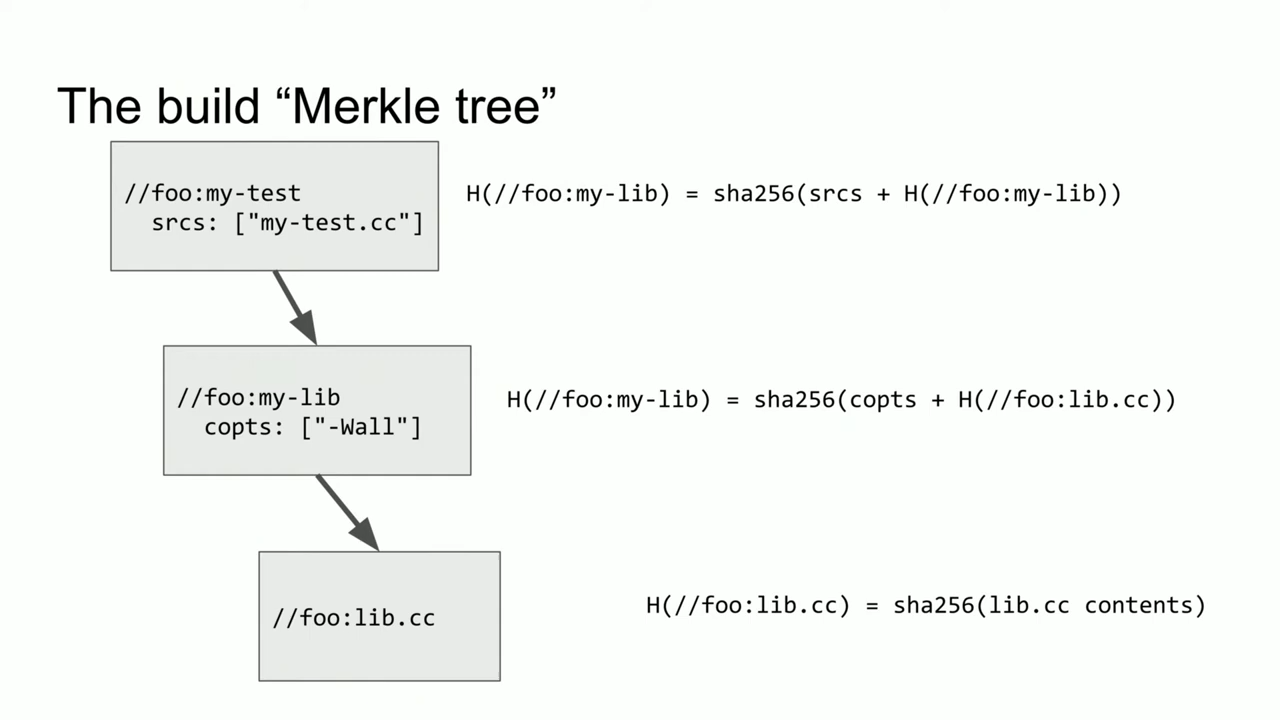 The build “Merkle tree”
//foo:my-test
srcs: ["my-test.cc"]
H(//foo:my-lib) = sha256(srcs + H(//foo:my-lib))
//foo:my-lib
copts: ["-Wall"]
H(//foo:my-lib) = sha256(copts + H(//foo:lib.cc))
//foo:lib.cc
H(//foo:lib.cc) = sha256(lib.cc contents)